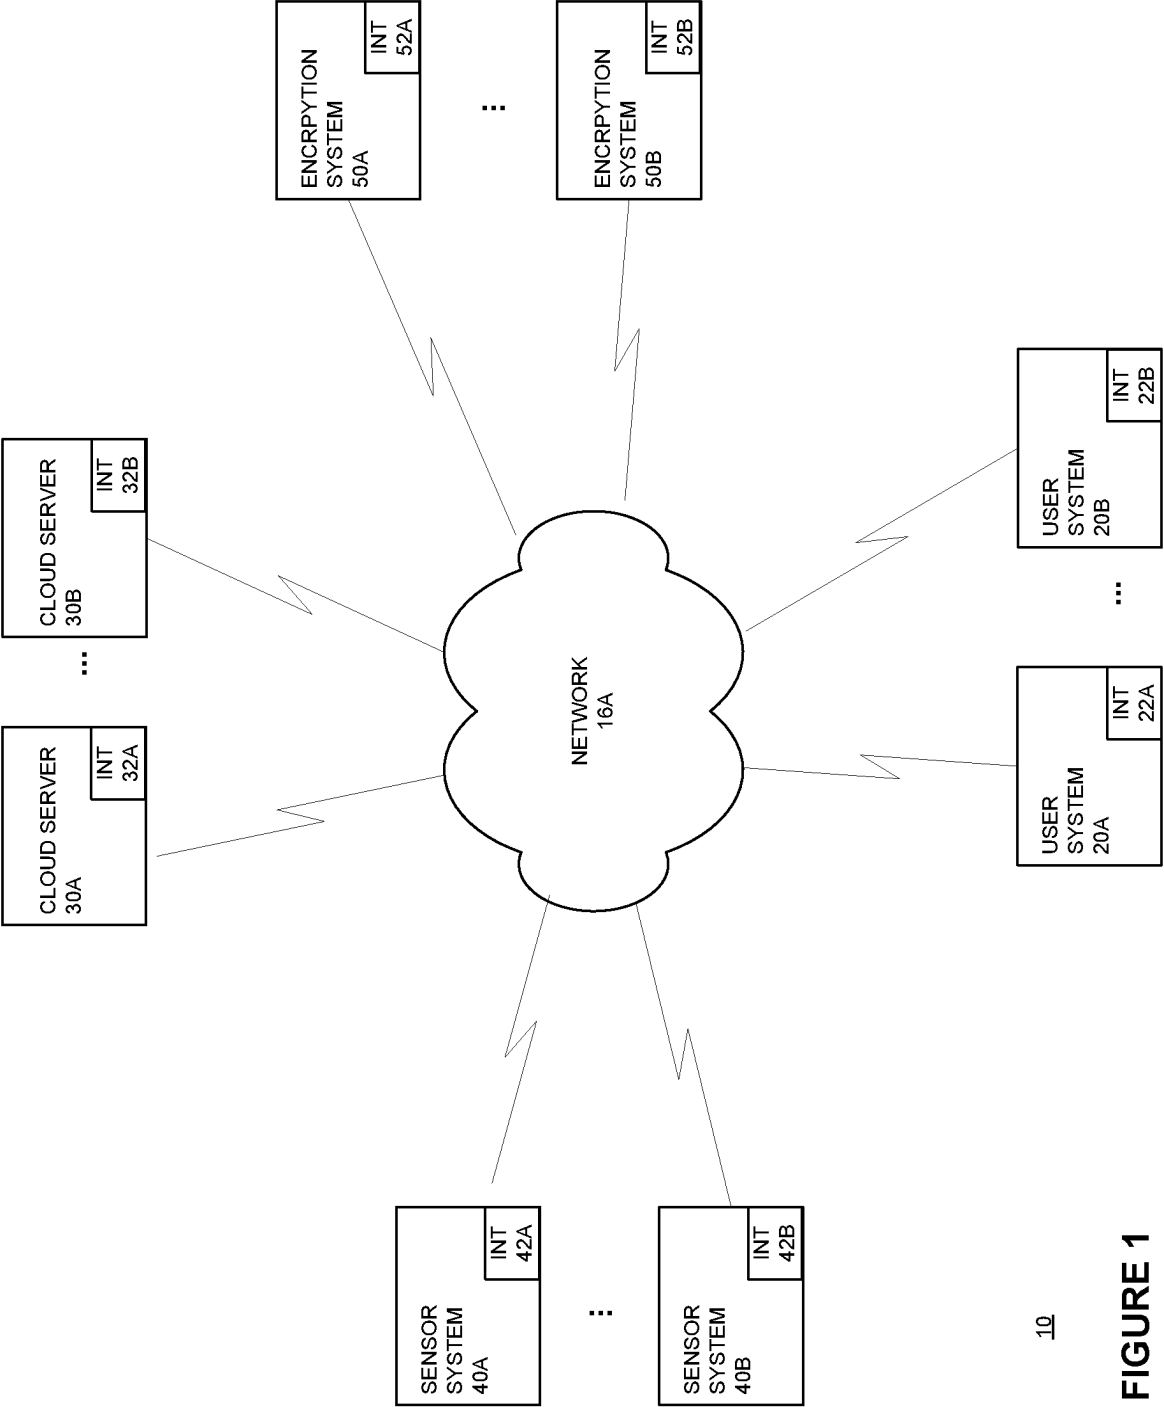 CLOUD SERVER
30A
INT
32A
...
CLOUD SERVER
30B
INT
32B
ENCRPYTION
SYSTEM
50A
INT
52A
...
ENCRPYTION
SYSTEM
50B
INT
52B
SENSOR
SYSTEM
40A
INT
42A
...
SENSOR
SYSTEM
40B
INT
42B
NETWORK
16A
USER
SYSTEM
20A
INT
22A
...
USER
SYSTEM
20B
INT
22B
10
FIGURE 1